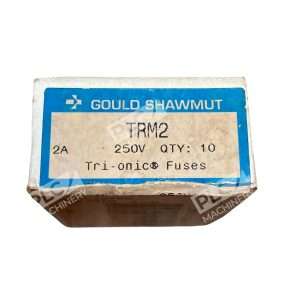 GOULD SHAWMUT
TRM2
2A 250V QTY: 10
Tri-onic® Fuses